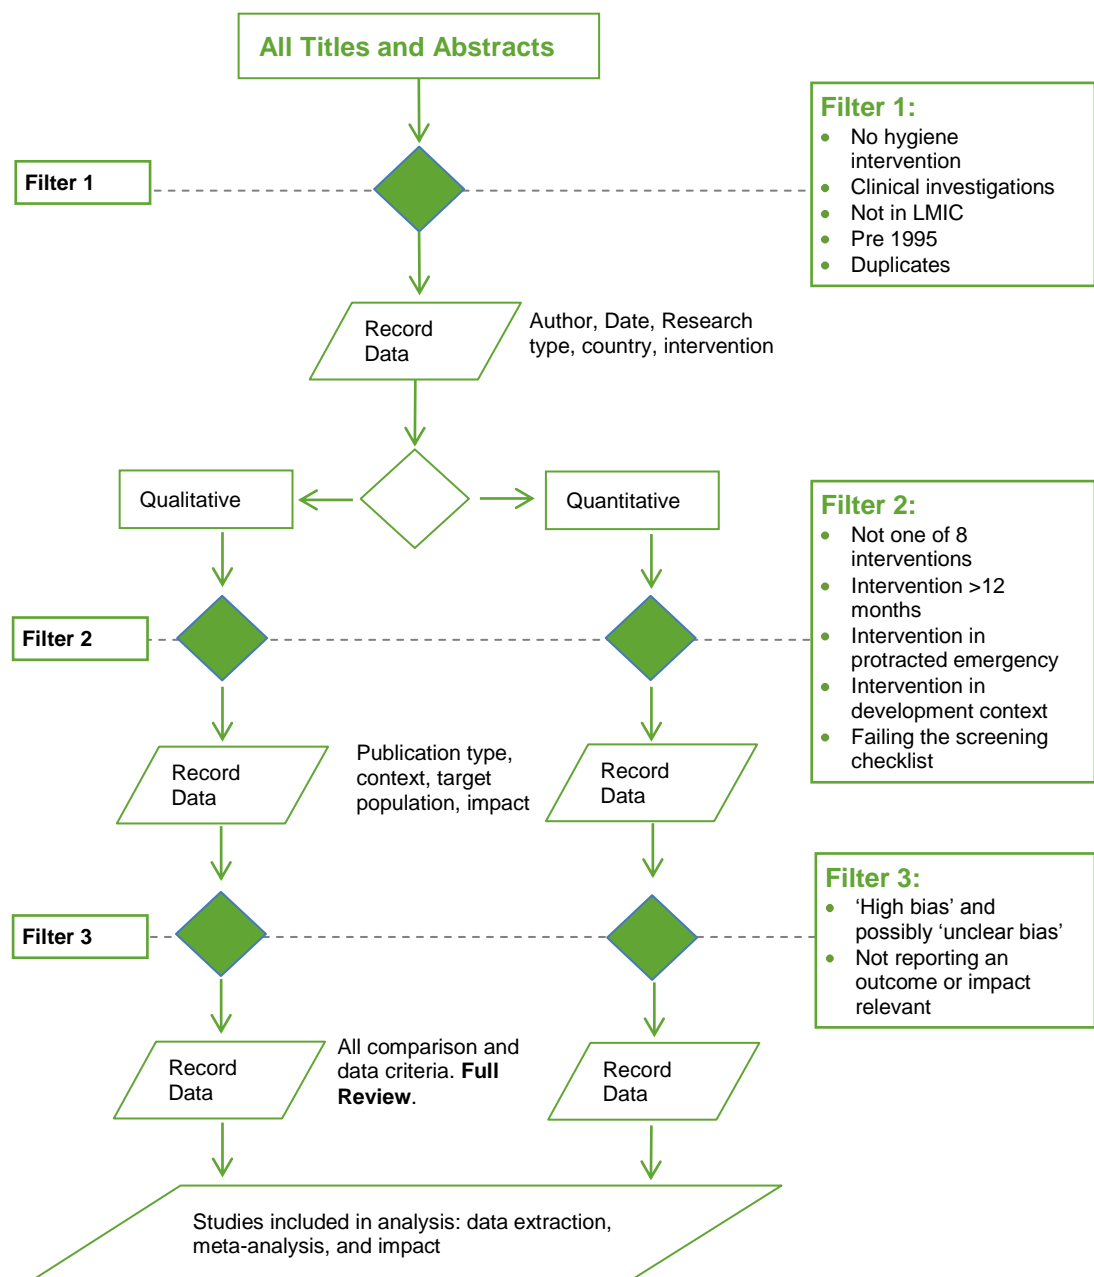 All Titles and Abstracts
Filter 1:
• No hygiene
intervention
• Clinical investigations
• Not in LMIC
• Pre 1995
• Duplicates
Filter 1
Record
Data
Author, Date, Research
type, country, intervention
Qualitative
Quantitative
Filter 2:
• Not one of 8
interventions
• Intervention >12
months
• Intervention in
protracted emergency
• Intervention in
development context
• Failing the screening
checklist
Filter 2
Record
Data
Publication type,
context, target
population, impact
Record
Data
Filter 3:
• ‘High bias’ and
possibly ‘unclear bias’
• Not reporting an
outcome or impact
relevant
Filter 3
Record
Data
All comparison and
data criteria. Full
Review.
Record
Data
Studies included in analysis: data extraction,
meta-analysis, and impact